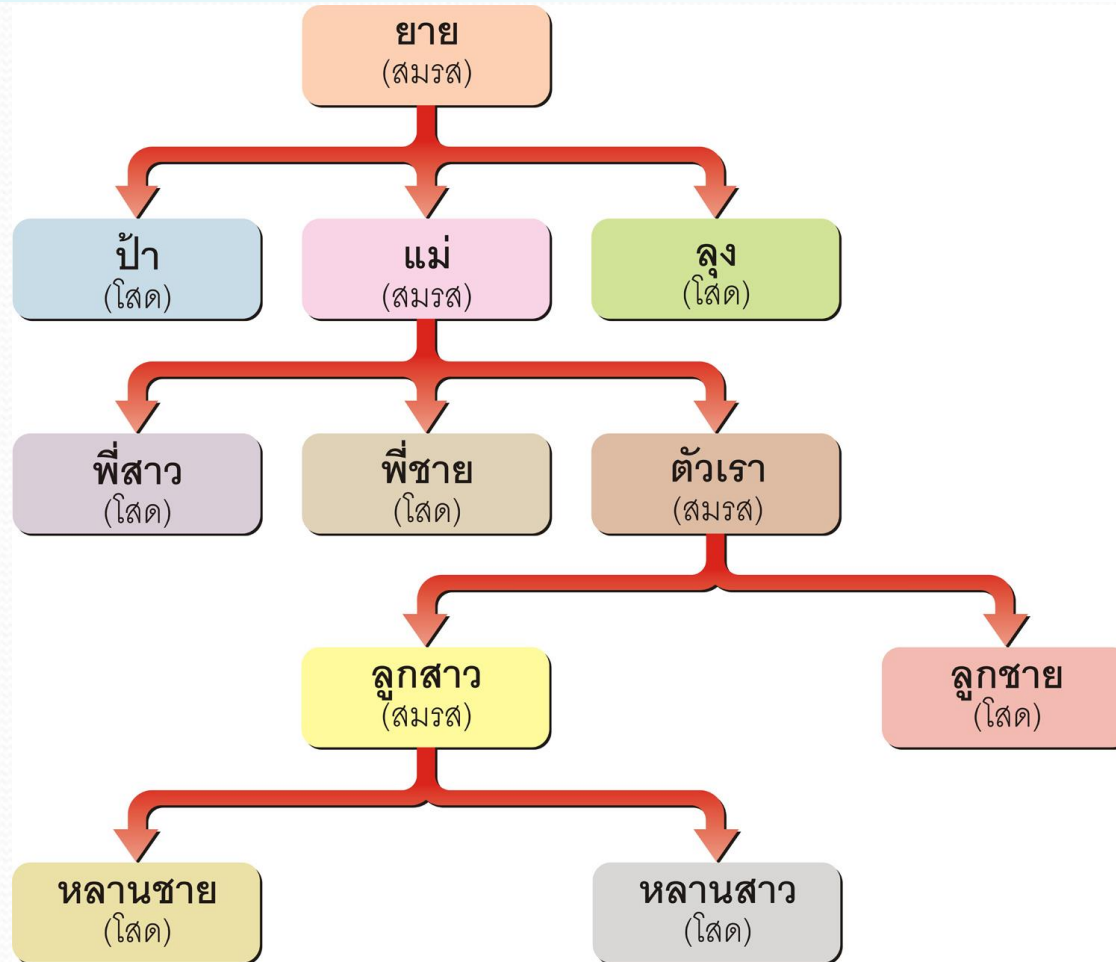 ยาย
(สมรส)
ป้า
(โสด)
แม่
(สมรส)
ลุง
(โสด)
พี่สาว
(โสด)
พี่ชาย
(โสด)
ตัวเรา
(สมรส)
ลูกสาว
(สมรส)
ลูกชาย
(โสด)
หลานชาย
(โสด)
หลานสาว
(โสด)